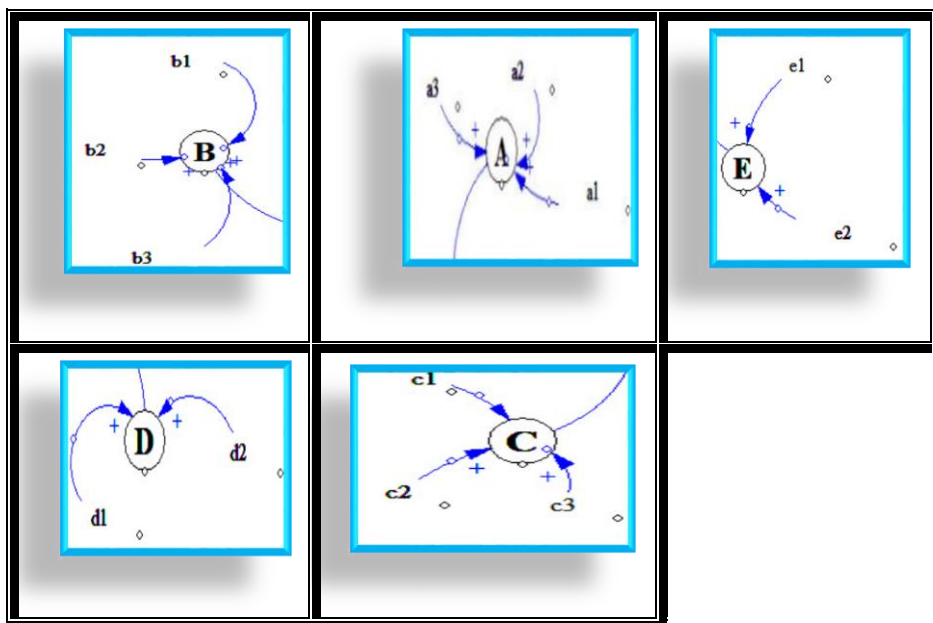 b1
b2
B
+
++
b3
a3
a2
+
+
A
+
a1
e1
+
E
+
e2
+
D
+
d2
d1
c1
C
c2
+
+
c3